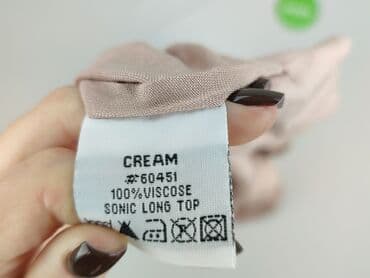 CREAM
#60451
100%VISCOSE
SONIC LONG TOP